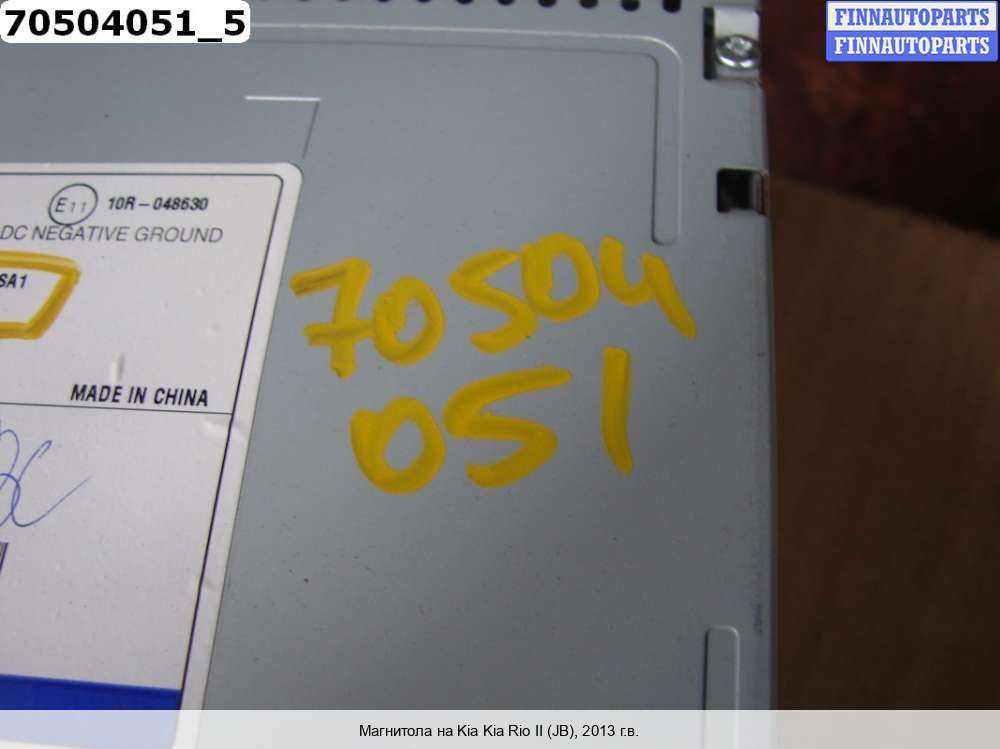 70504051_5
FINNAUTOPARTS
FINNAUTOPARTS
E11 10R-048630
DC NEGATIVE GROUND
SA1
70504
051
MADE IN CHINA
Магнитола на Kia Kia Rio II (JB), 2013 г.в.